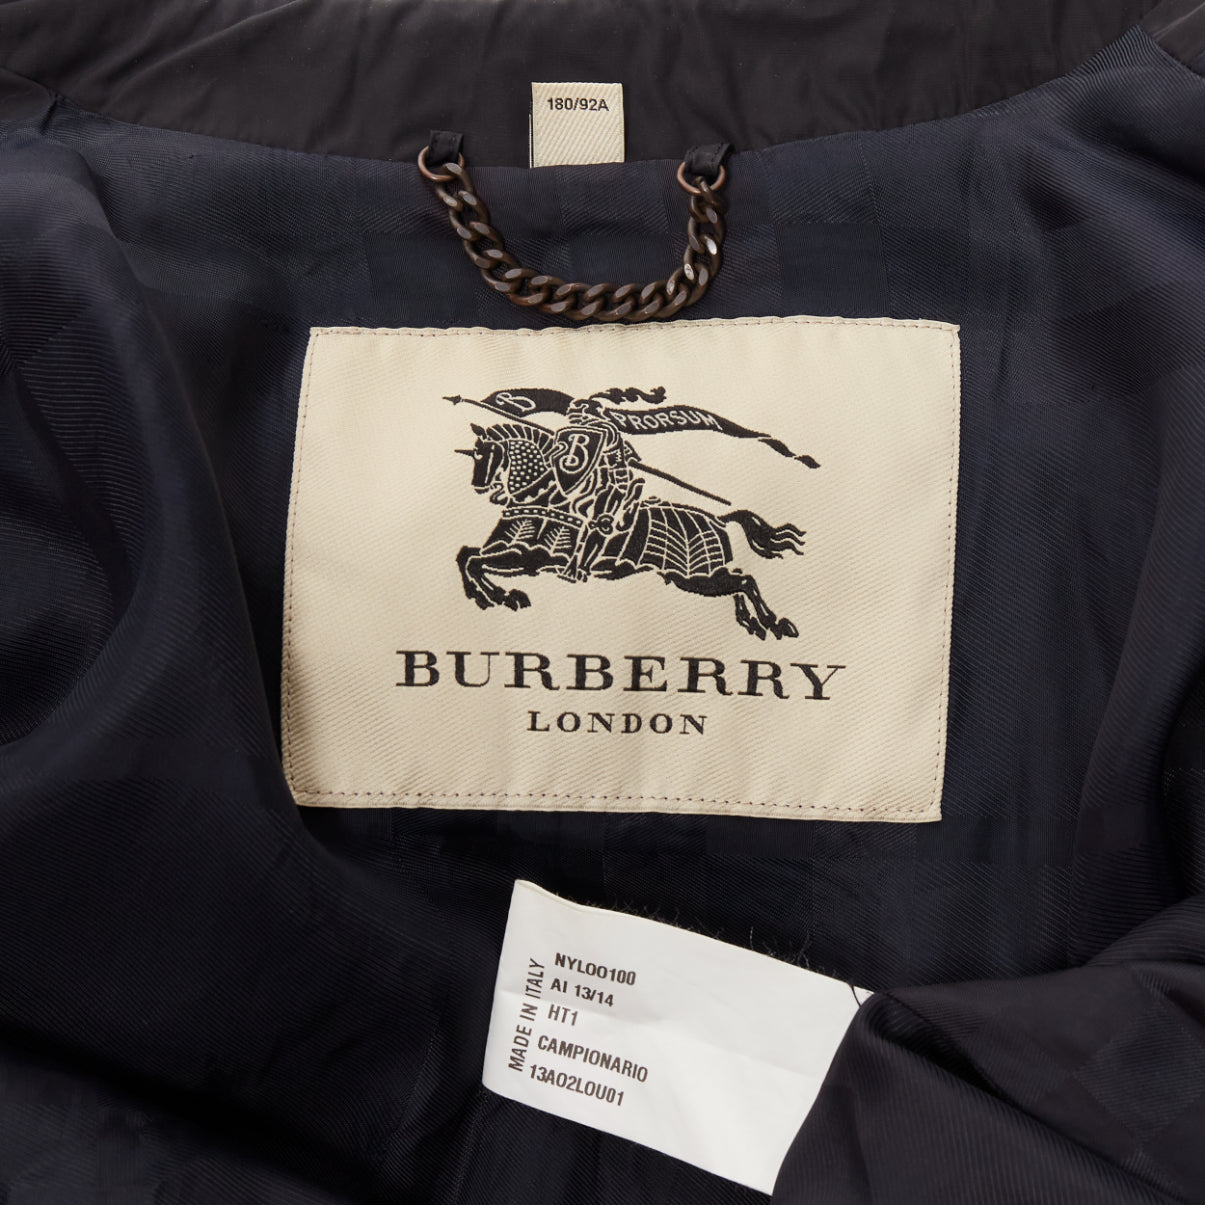 180/92A
B PRORSUM
B
BURBERRY
LONDON
MADE IN ITALY
NYL00100
AI 13/14
HT1
CAMPIONARIO
13A02LOU01